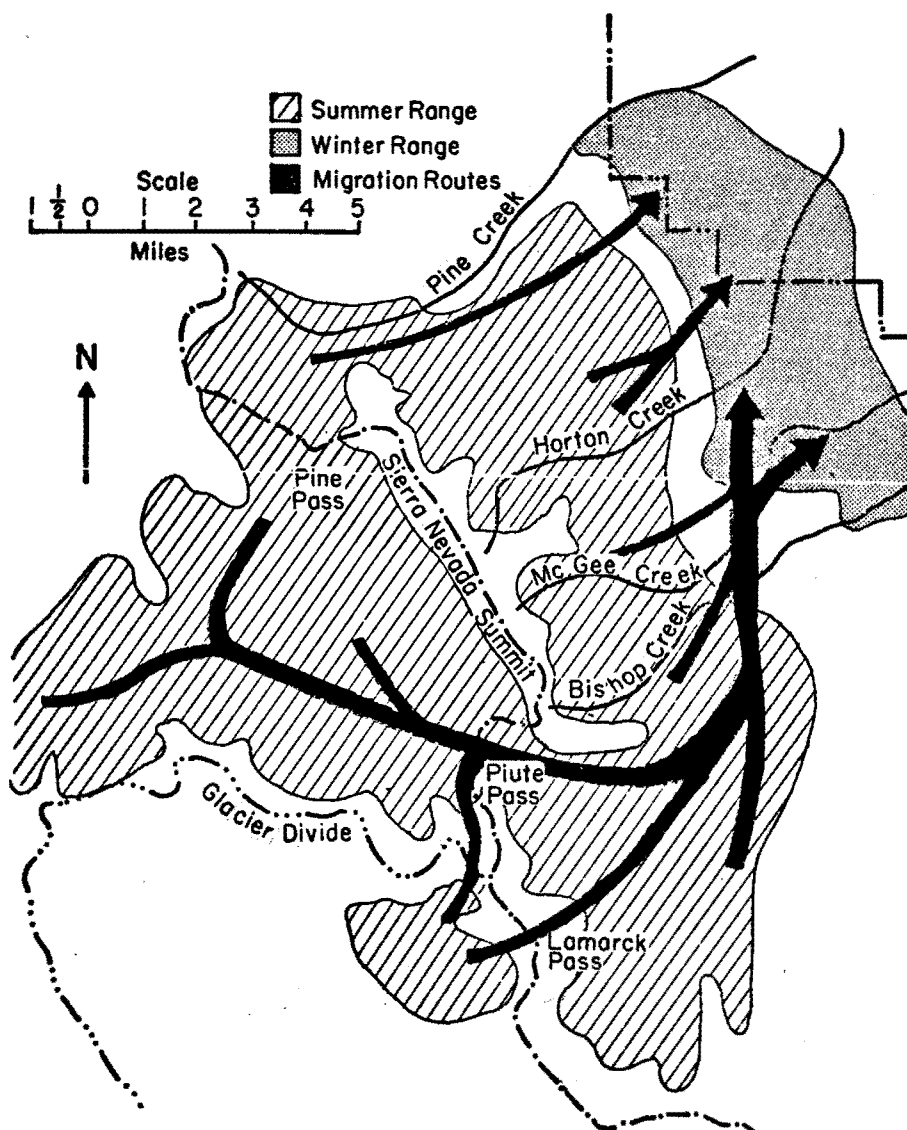 Summer Range
Winter Range
Migration Routes
Scale
1 ½ 0 1 2 3 4 5
Miles
N
Pine Creek
Horton Creek
Pine
Pass
Sierra Nevada Summit
Mc Gee Creek
Bishop Creek
Piute
Pass
Glacier Divide
Lamarck
Pass